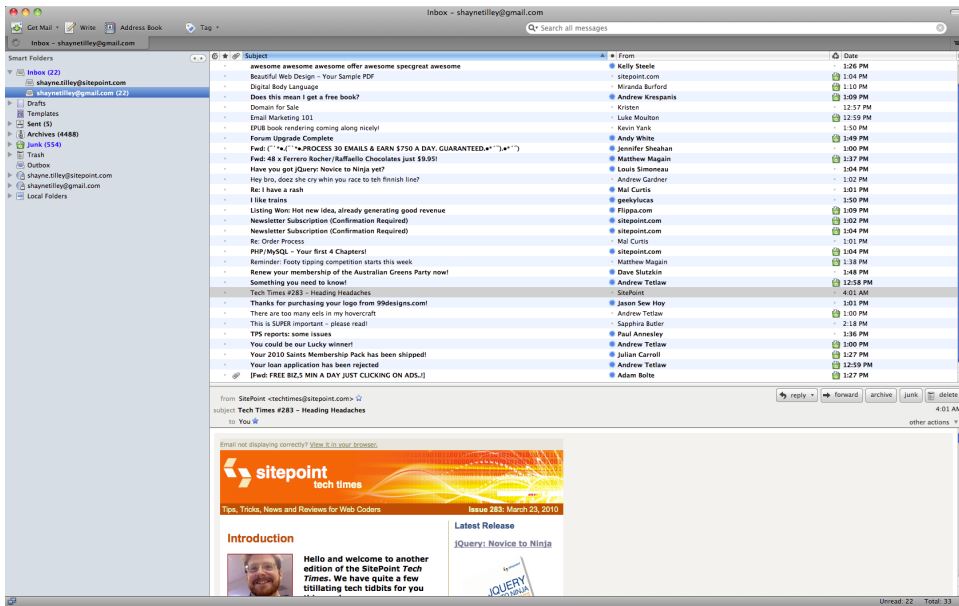 Inbox - shaynetilley@gmail.com
Get Mail Write Address Book Tag Search all messages
Inbox - shaynetilley@gmail.com
Smart Folders
Inbox (22)
shayne.tilley@sitepoint.com
shaynetilley@gmail.com (22)
Drafts
Templates
Sent (5)
Archives (4488)
Junk (554)
Trash
Outbox
shayne.tilley@sitepoint.com
shaynetilley@gmail.com
Local Folders
Subject From Date
awesome awesome awesome offer awesome specgreat awesome Kelly Steele 1:26 PM
Beautiful Web Design - Your Sample PDF sitepoint.com 1:04 PM
Digital Body Language Miranda Burford 1:10 PM
Does this mean I get a free book? Andrew Krespanis 1:09 PM
Domain for Sale Kristen 12:57 PM
Email Marketing 101 Luke Moulton 12:59 PM
EPUB book rendering coming along nicely! Kevin Yank 1:50 PM
Forum Upgrade Complete Andy White 1:49 PM
Fwd: (¨`*•.(¨`*•.PROCESS 30 EMAILS & EARN $750 A DAY. GUARANTEED.•*´¨).•*´¨) Jennifer Sheahan 1:00 PM
Fwd: 48 x Ferrero Rocher/Raffaello Chocolates just $9.95! Matthew Magain 1:37 PM
Have you got jQuery: Novice to Ninja yet? Louis Simoneau 1:04 PM
Hey bro, doez she cry whin you race to teh finnish line? Andrew Gardner 1:02 PM
Re: I have a rash Mal Curtis 1:01 PM
I like trains geekylucas 1:50 PM
Listing Won: Hot new idea, already generating good revenue Flippa.com 1:09 PM
Newsletter Subscription (Confirmation Required) sitepoint.com 1:02 PM
Newsletter Subscription (Confirmation Required) sitepoint.com 1:04 PM
Re: Order Process Mal Curtis 1:01 PM
PHP/MySQL - Your first 4 Chapters! sitepoint.com 1:04 PM
Reminder: Footy tipping competition starts this week Matthew Magain 1:38 PM
Renew your membership of the Australian Greens Party now! Dave Slutzkin 1:48 PM
Something you need to know! Andrew Tetlaw 12:58 PM
Tech Times #283 - Heading Headaches SitePoint 4:01 AM
Thanks for purchasing your logo from 99designs.com! Jason Sew Hoy 1:01 PM
There are too many eels in my hovercraft Andrew Tetlaw 1:00 PM
This is SUPER important - please read! Sapphira Butler 2:18 PM
TPS reports: some issues Paul Annesley 1:36 PM
You could be our Lucky winner! Andrew Tetlaw 1:00 PM
Your 2010 Saints Membership Pack has been shipped! Julian Carroll 1:27 PM
Your loan application has been rejected Andrew Tetlaw 12:59 PM
[Fwd: FREE BIZ,5 MIN A DAY JUST CLICKING ON ADS.!] Adam Bolte 1:27 PM
from SitePoint <techtimes@sitepoint.com> reply forward archive junk delete
subject Tech Times #283 - Heading Headaches 4:01 AM
to You other actions
Email not displaying correctly? View it in your browser.
sitepoint
tech times
Tips, Tricks, News and Reviews for Web Coders Issue 283: March 23, 2010
Introduction
Hello and welcome to another
edition of the SitePoint Tech
Times. We have quite a few
titillating tech tidbits for you
Latest Release
jQuery: Novice to Ninja
JQUERY
Unread: 22 Total: 33